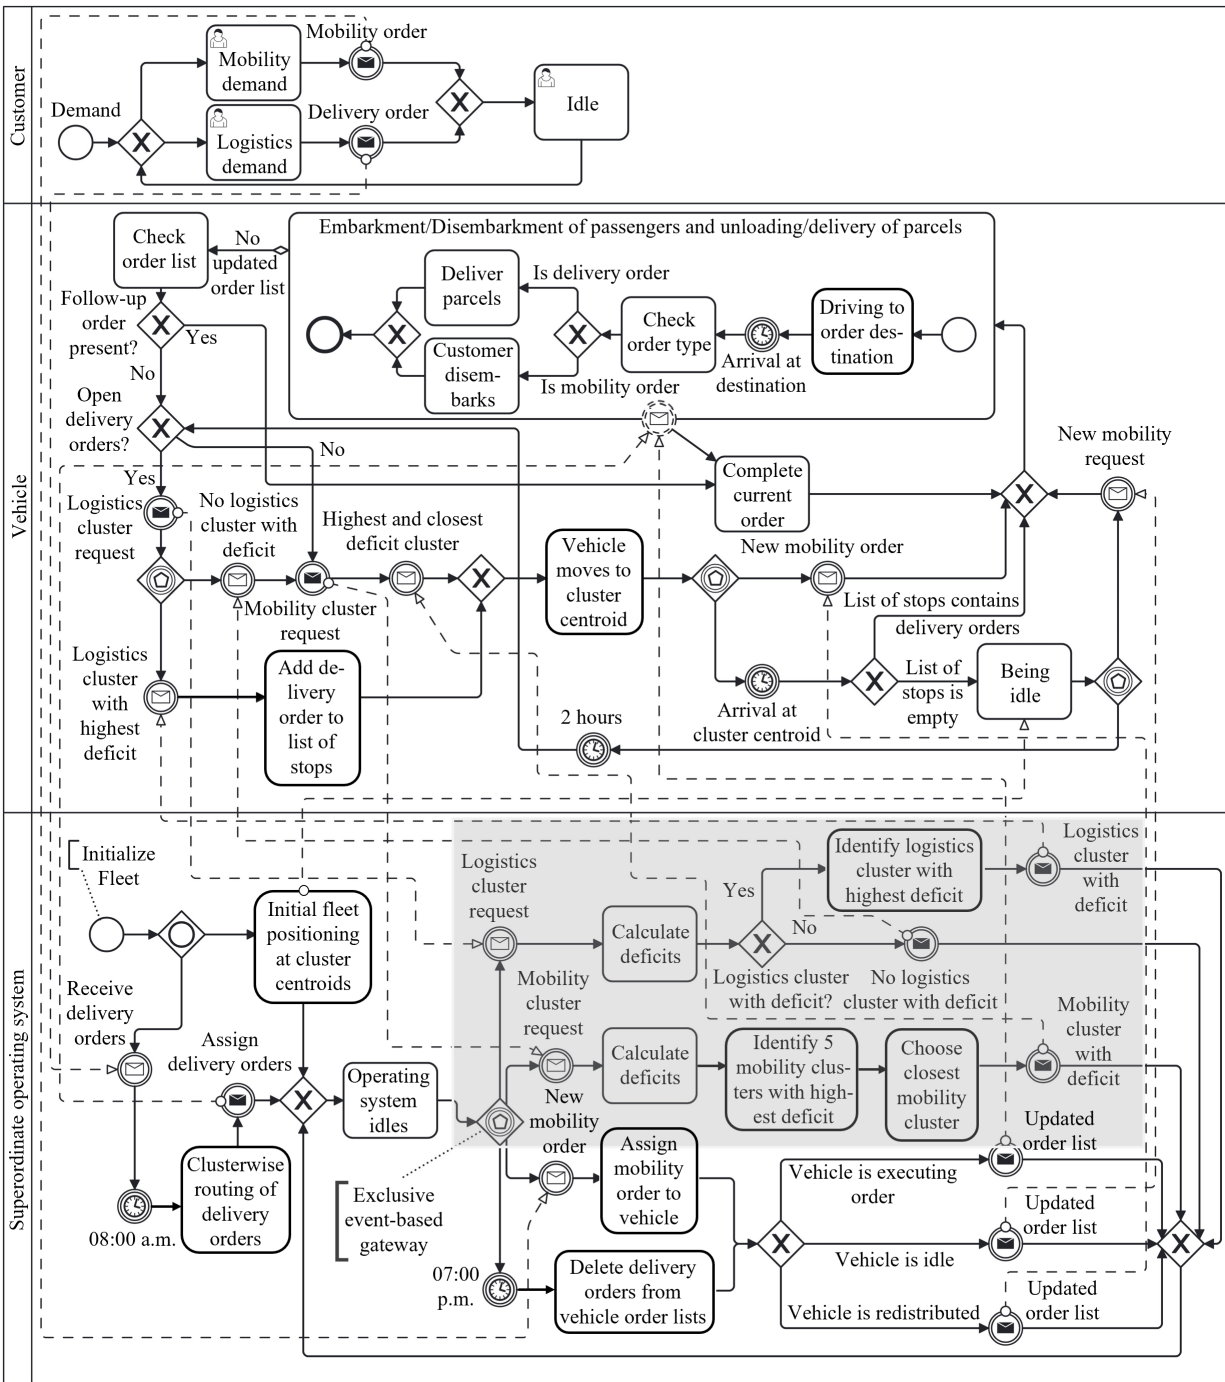 Customer
Demand
Mobility
demand
Mobility order
Logistics
demand
Delivery order
Idle
Vehicle
Check
order list
No
updated
order list
Embarkment/Disembarkment of passengers and unloading/delivery of parcels
Deliver
parcels
Is delivery order
Customer
disem-
barks
Is mobility order
Check
order type
Arrival at
destination
Driving to
order des-
tination
Follow-up
order
present?
Yes
No
Open
delivery
orders?
No
Yes
Logistics
cluster
request
No logistics
cluster with
deficit
Highest and closest
deficit cluster
Mobility cluster
request
Logistics
cluster
with
highest
deficit
Add de-
livery
order to
list of
stops
Vehicle
moves to
cluster
centroid
Complete
current
order
New mobility
request
New mobility order
List of stops contains
delivery orders
List of
stops is
empty
Being
idle
Arrival at
cluster centroid
2 hours
Superordinate operating system
Initialize
Fleet
Initial fleet
positioning
at cluster
centroids
Receive
delivery
orders
Assign
delivery orders
08:00 a.m.
Clusterwise
routing of
delivery
orders
Operating
system
idles
Exclusive
event-based
gateway
Logistics
cluster
request
Calculate
deficits
Yes
No
Logistics cluster
with deficit?
Identify logistics
cluster with
highest deficit
Logistics
cluster
with
deficit
No logistics
cluster with deficit
Mobility
cluster
request
Calculate
deficits
Identify 5
mobility clus-
ters with high-
est deficit
Choose
closest
mobility
cluster
Mobility
cluster
with
deficit
New
mobility
order
Assign
mobility
order to
vehicle
07:00
p.m.
Delete delivery
orders from
vehicle order lists
Vehicle is executing
order
Updated
order list
Vehicle is idle
Updated
order list
Vehicle is redistributed
Updated
order list